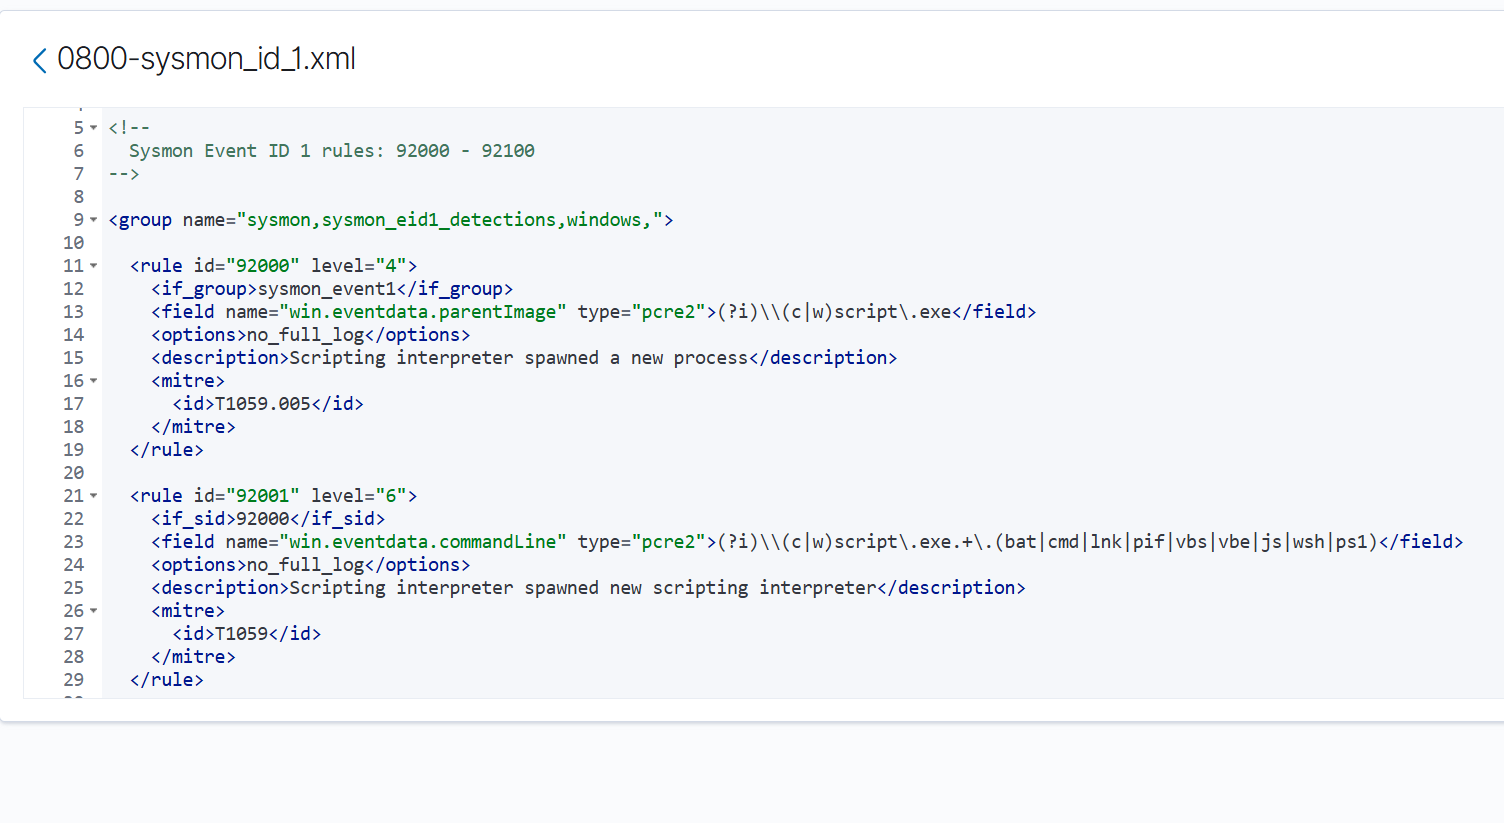 0800-sysmon_id_1.xml
5 <!--
6 Sysmon Event ID 1 rules: 92000 - 92100
7 -->
8
9 <group name="sysmon,sysmon_eid1_detections,windows,">
10
11 <rule id="92000" level="4">
12 <if_group>sysmon_event1</if_group>
13 <field name="win.eventdata.parentImage" type="pcre2">(?i)\\(c|w)script\.exe</field>
14 <options>no_full_log</options>
15 <description>Scripting interpreter spawned a new process</description>
16 <mitre>
17 <id>T1059.005</id>
18 </mitre>
19 </rule>
20
21 <rule id="92001" level="6">
22 <if_sid>92000</if_sid>
23 <field name="win.eventdata.commandLine" type="pcre2">(?i)\\(c|w)script\.exe.+\.(bat|cmd|lnk|pif|vbs|vbe|js|wsh|ps1)</field>
24 <options>no_full_log</options>
25 <description>Scripting interpreter spawned new scripting interpreter</description>
26 <mitre>
27 <id>T1059</id>
28 </mitre>
29 </rule>